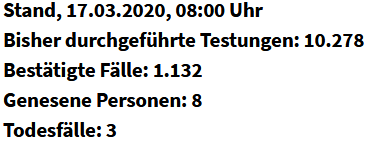 Stand, 17.03.2020, 08:00 Uhr
Bisher durchgeführte Testungen: 10.278
Bestätigte Fälle: 1.132
Genesene Personen: 8
Todesfälle: 3